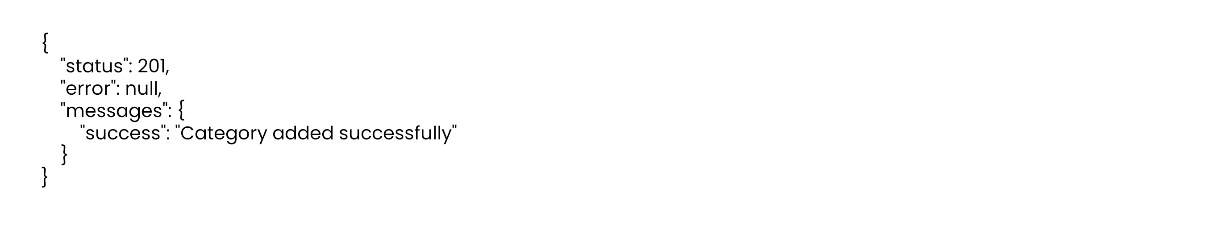 {
    "status": 201,
    "error": null,
    "messages": {
        "success": "Category added successfully"
    }
}